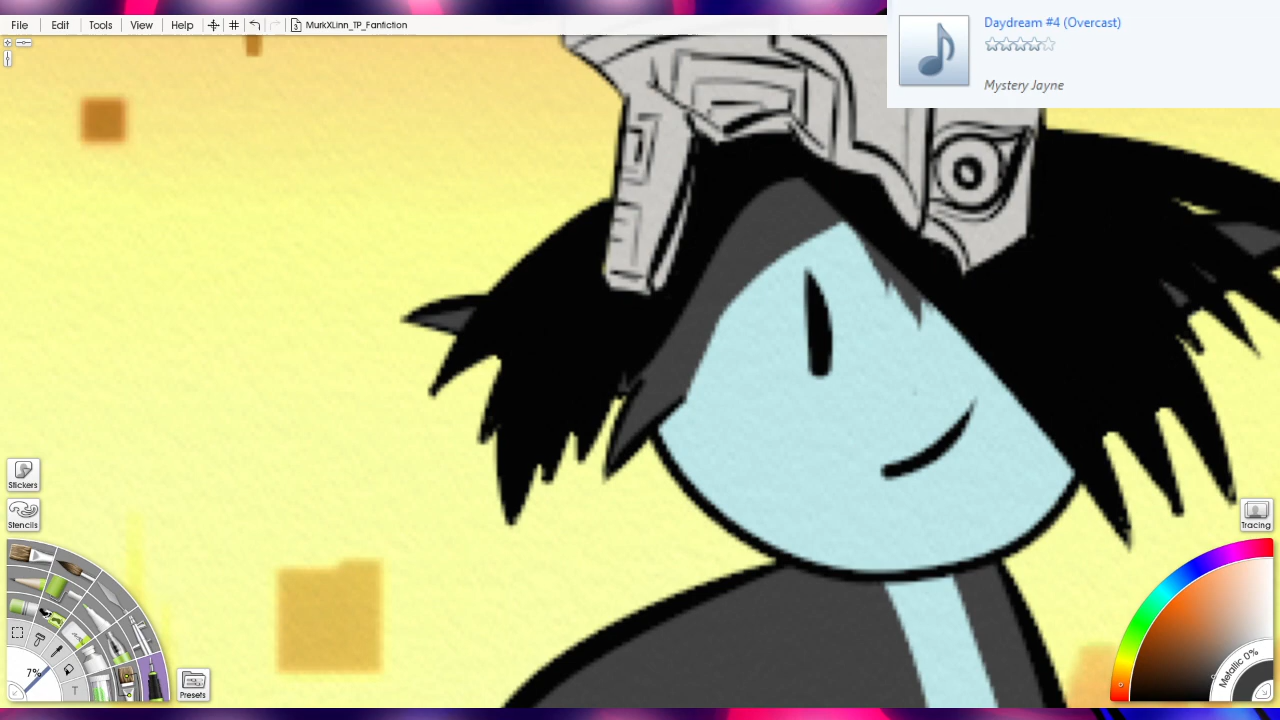 File Edit Tools View Help MurkXLinn_TP_Fanfiction
Daydream #4 (Overcast)
Mystery Jayne
Stickers
Stencils
Tracing
7%
T
Presets
Metallic 0%